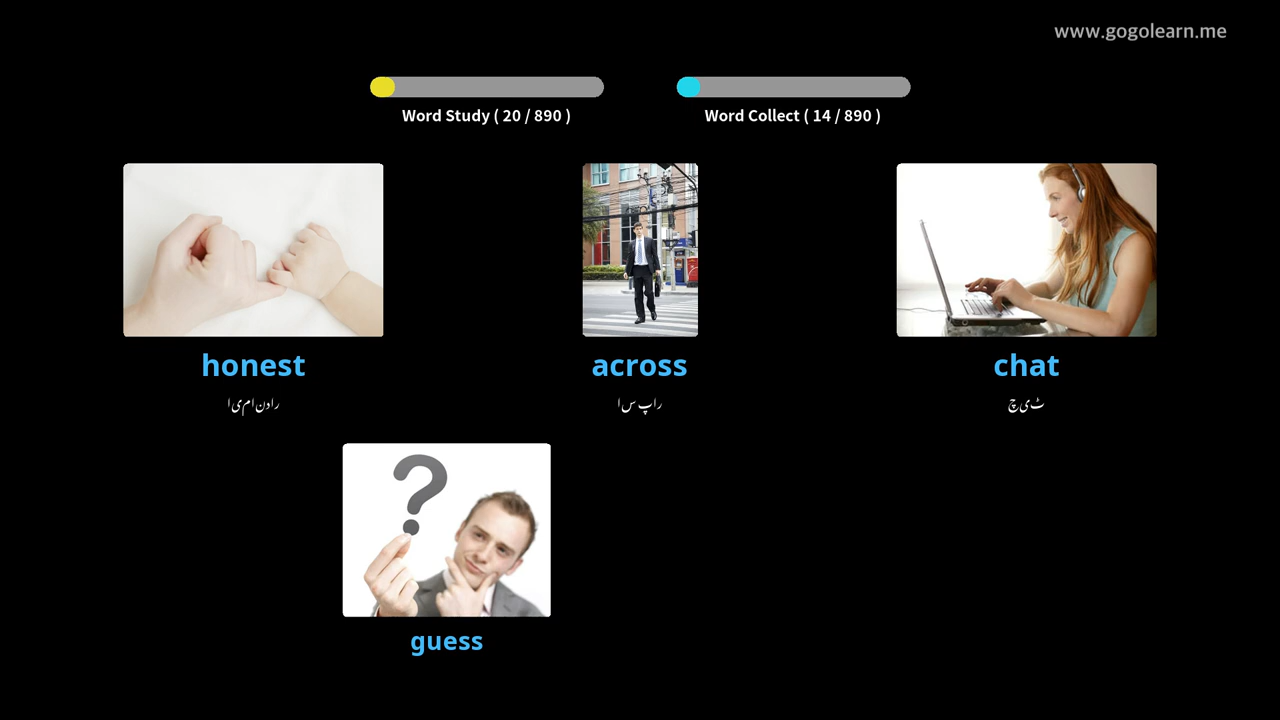 www.gogolearn.me
Word Study ( 20 / 890 )
Word Collect ( 14 / 890 )
honest
across
chat
رادنامیا
راپ سا
ٹیچ
guess